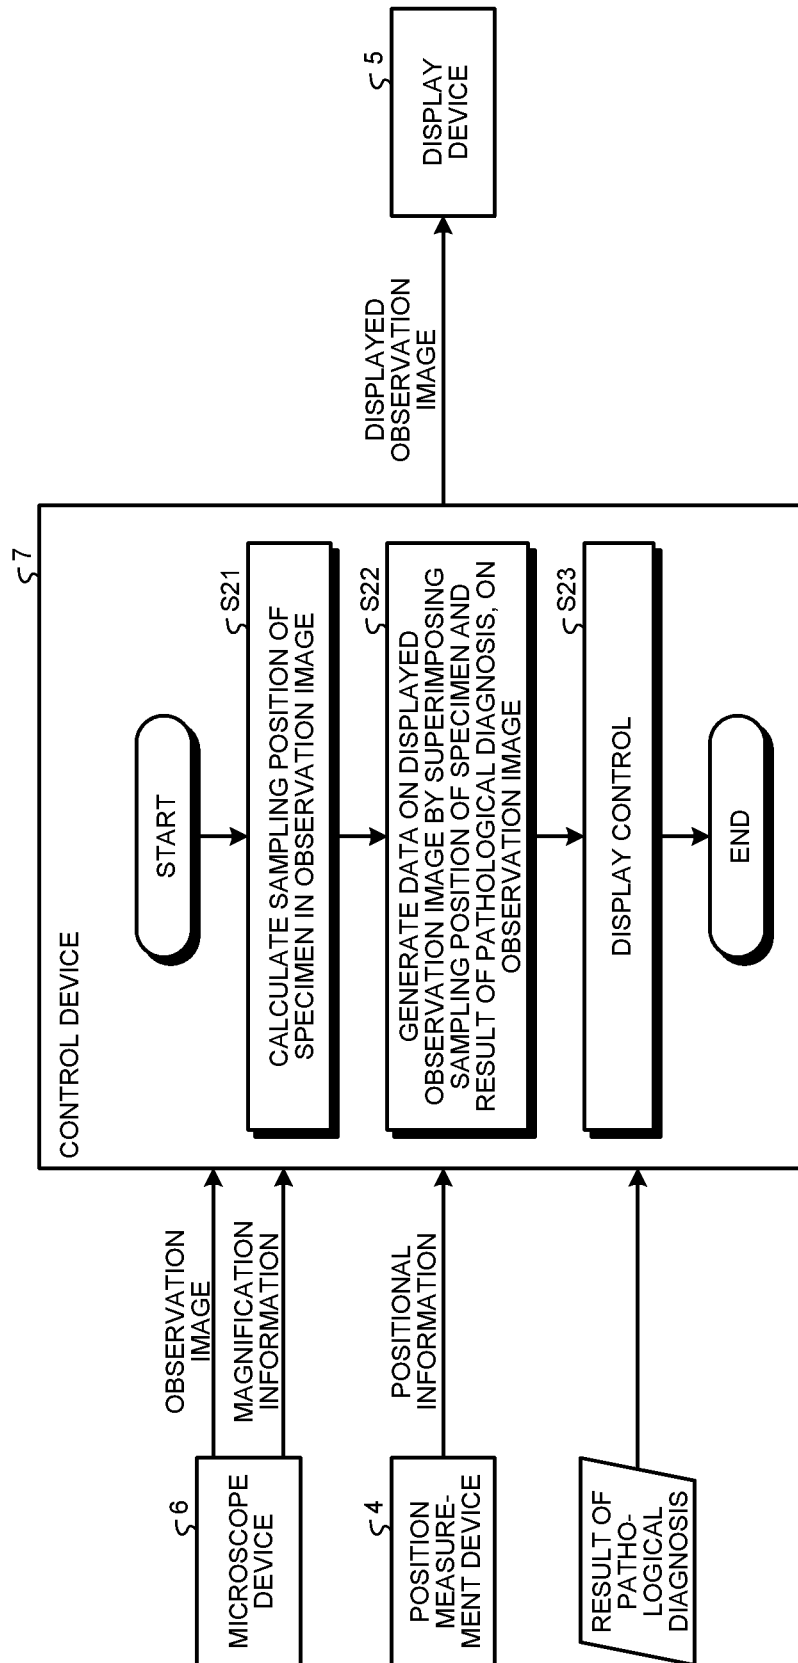 6
MICROSCOPE
DEVICE
4
POSITION
MEASURE-
MENT DEVICE
RESULT OF
PATHO-
LOGICAL
DIAGNOSIS
OBSERVATION
IMAGE
MAGNIFICATION
INFORMATION
POSITIONAL
INFORMATION
7
CONTROL DEVICE
START
S21
CALCULATE SAMPLING POSITION OF
SPECIMEN IN OBSERVATION IMAGE
S22
GENERATE DATA ON DISPLAYED
OBSERVATION IMAGE BY SUPERIMPOSING
SAMPLING POSITION OF SPECIMEN AND
RESULT OF PATHOLOGICAL DIAGNOSIS, ON
OBSERVATION IMAGE
S23
DISPLAY CONTROL
END
DISPLAYED
OBSERVATION
IMAGE
5
DISPLAY
DEVICE